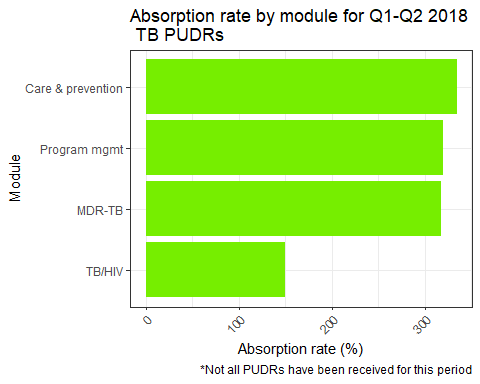 Absorption rate by module for Q1-Q2 2018
TB PUDRs
Care & prevention
Program mgmt
MDR-TB
TB/HIV
Module
0
100
200
300
Absorption rate (%)
*Not all PUDRs have been received for this period